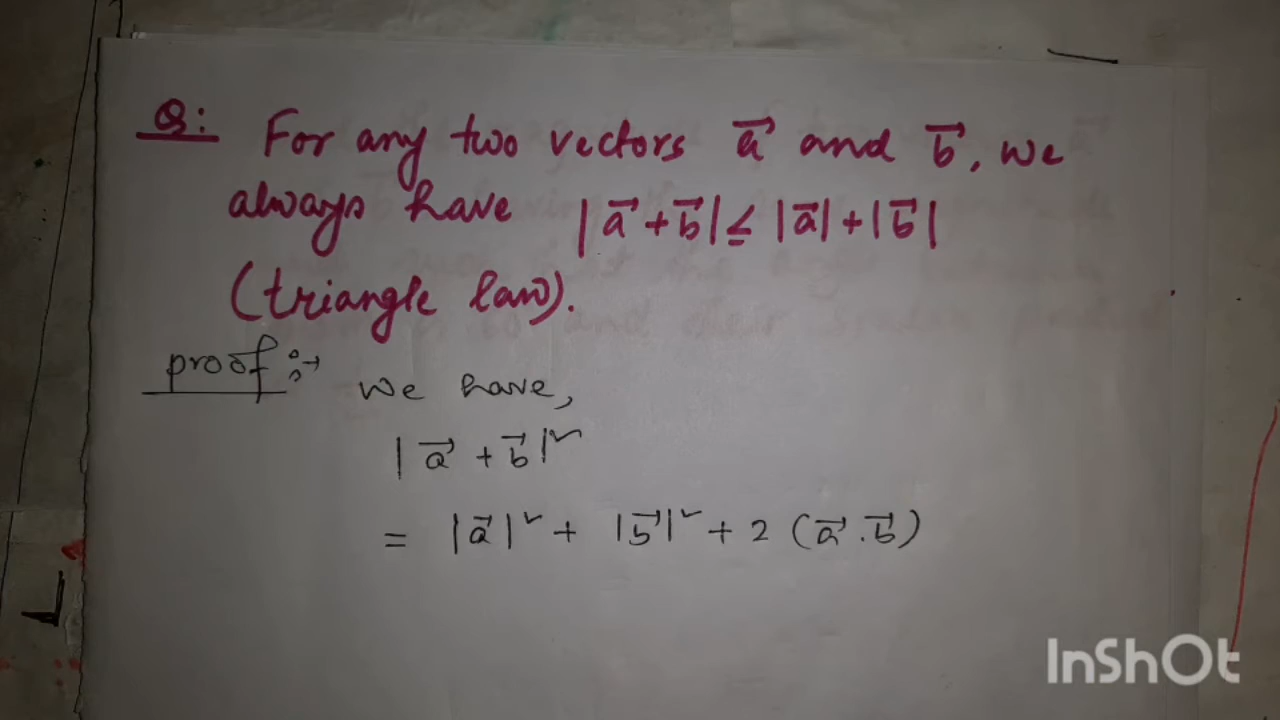 Q: For any two vectors a⃗ and b⃗, we
always have |a⃗ + b⃗| ≤ |a⃗| + |b⃗|
(triangle law).
proof :→ We have,
|a⃗ + b⃗|²
= |a⃗|² + |b⃗|² + 2 (a⃗ . b⃗)
InShOt